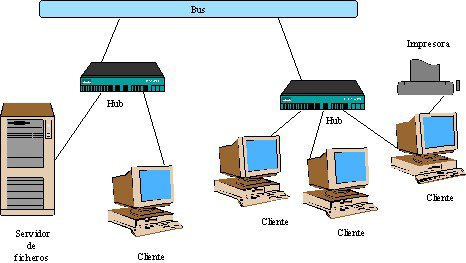 Bus
Impresora
Hub
Hub
Servidor
de
ficheros
Cliente
Cliente
Cliente
Cliente